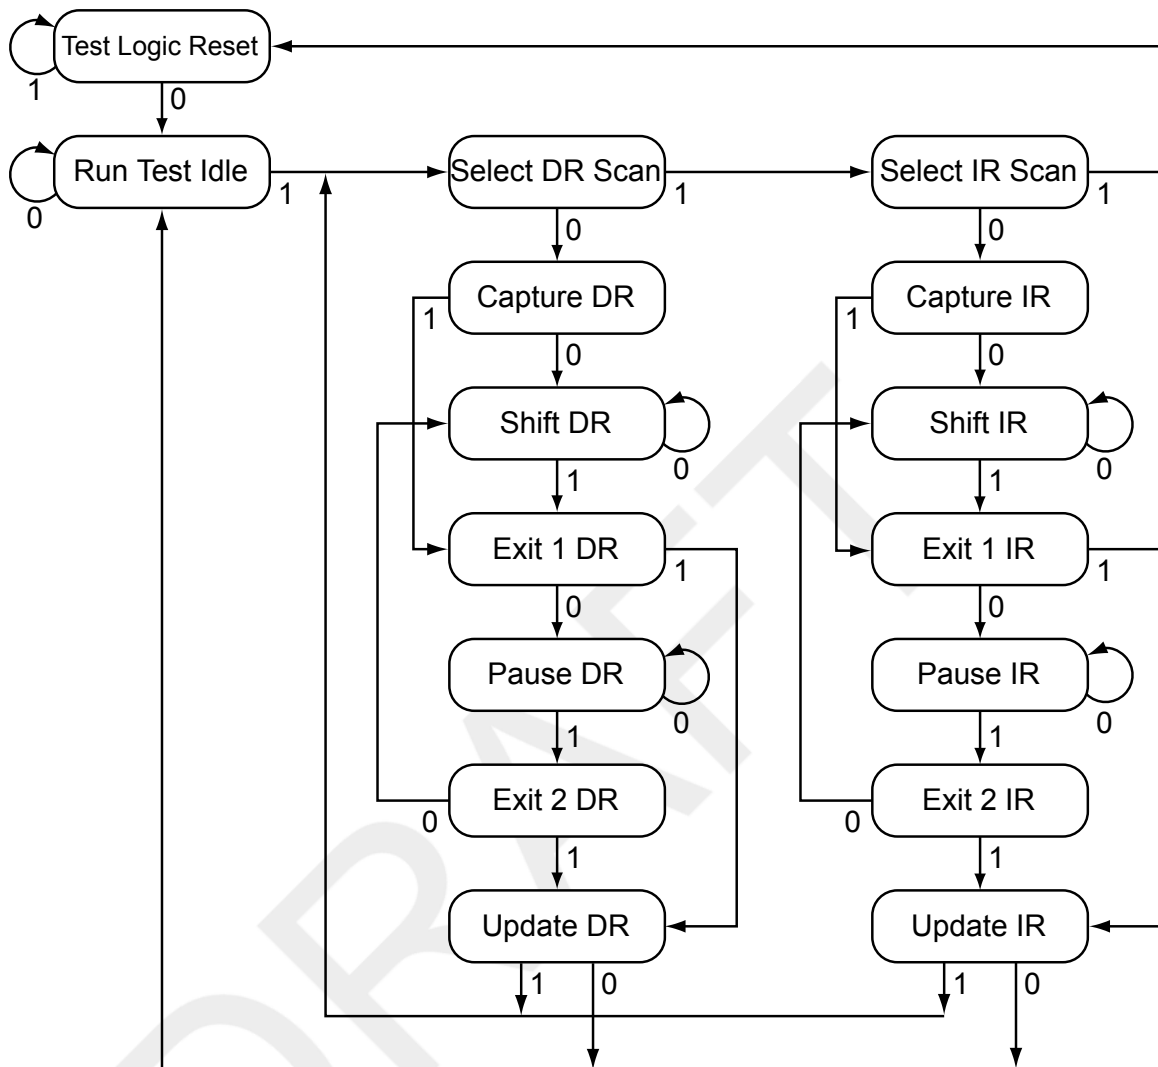 Test Logic Reset
1
0
Run Test Idle
0
1
Select DR Scan
1
Select IR Scan
1
0
0
Capture DR
1
0
Capture IR
1
0
Shift DR
0
1
Shift IR
0
1
Exit 1 DR
1
0
Exit 1 IR
1
0
Pause DR
0
1
Pause IR
0
1
Exit 2 DR
0
1
Exit 2 IR
0
1
Update DR
1
0
Update IR
1
0
DRAFT